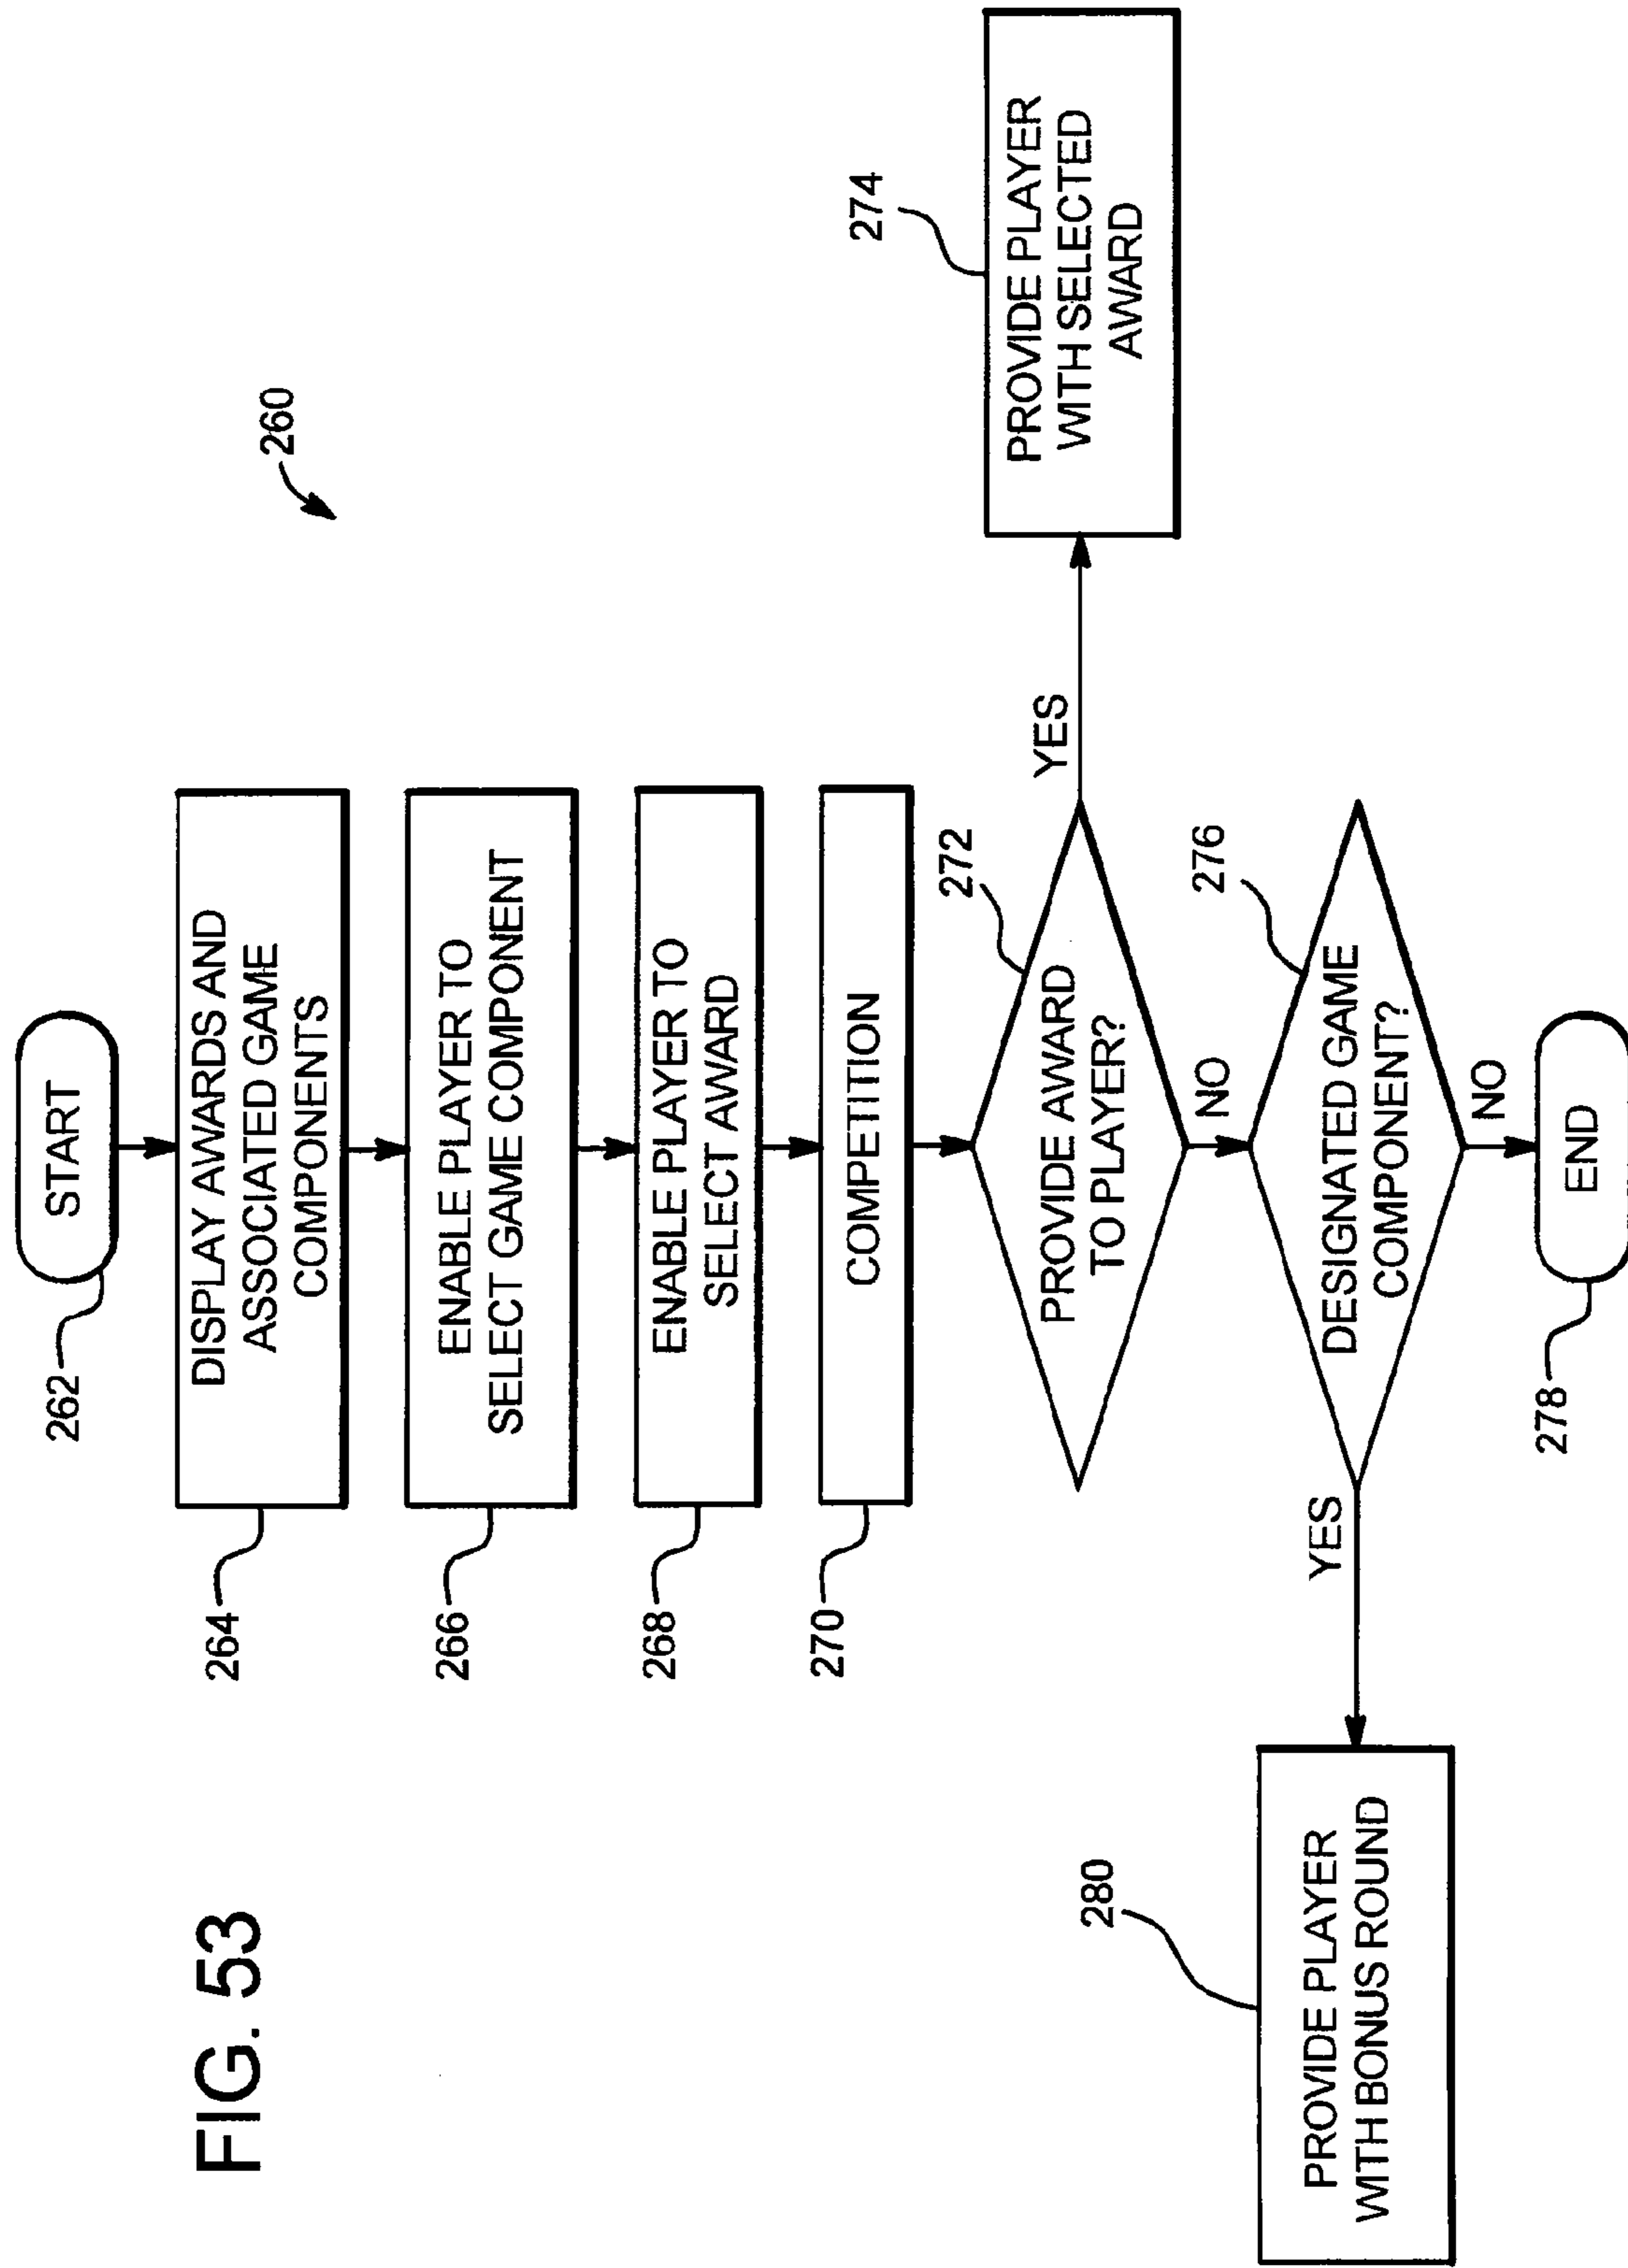 FIG. 53
260
START
262
DISPLAY AWARDS AND
ASSOCIATED GAME
COMPONENTS
264
ENABLE PLAYER TO
SELECT GAME COMPONENT
266
ENABLE PLAYER TO
SELECT AWARD
268
COMPETITION
270
PROVIDE AWARD
TO PLAYER?
272
YES
PROVIDE PLAYER
WITH SELECTED
AWARD
274
NO
DESIGNATED GAME
COMPONENT?
276
YES
PROVIDE PLAYER
WITH BONUS ROUND
280
NO
END
278